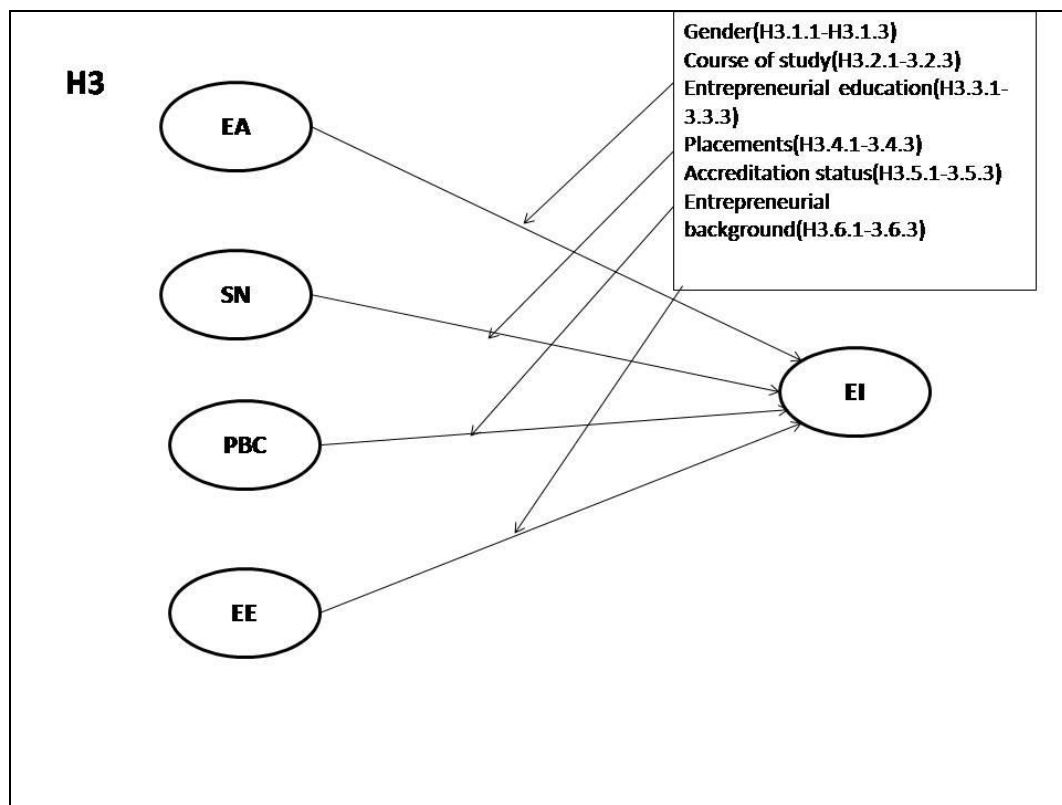 H3
EA
SN
PBC
EE
EI
Gender(H3.1.1-H3.1.3)
Course of study(H3.2.1-3.2.3)
Entrepreneurial education(H3.3.1-
3.3.3)
Placements(H3.4.1-3.4.3)
Accreditation status(H3.5.1-3.5.3)
Entrepreneurial
background(H3.6.1-3.6.3)